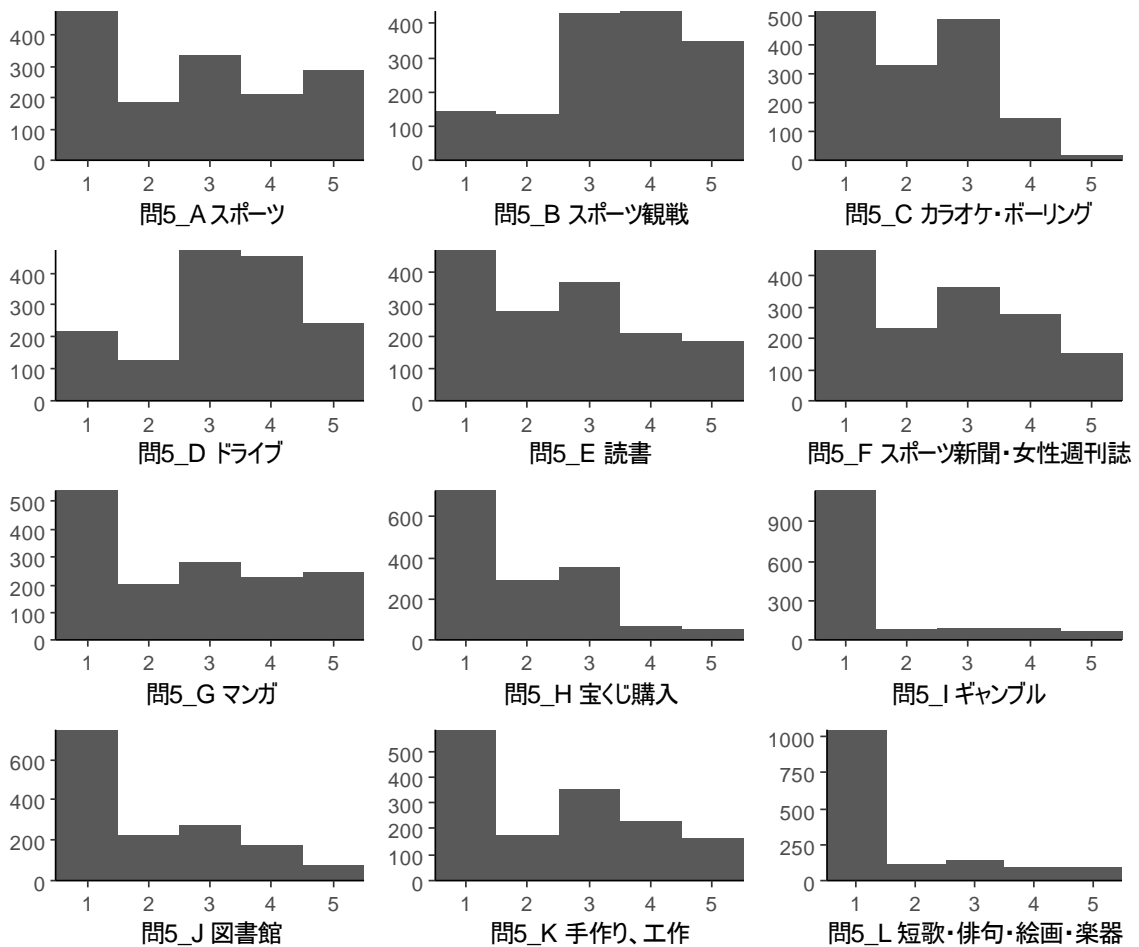 400
300
200
100
0
1 2 3 4 5
問5_A スポーツ
400
300
200
100
0
1 2 3 4 5
問5_B スポーツ観戦
500
400
300
200
100
0
1 2 3 4 5
問5_C カラオケ・ボーリング
400
300
200
100
0
1 2 3 4 5
問5_D ドライブ
400
300
200
100
0
1 2 3 4 5
問5_E 読書
400
300
200
100
0
1 2 3 4 5
問5_F スポーツ新聞・女性週刊誌
500
400
300
200
100
0
1 2 3 4 5
問5_G マンガ
600
400
200
0
1 2 3 4 5
問5_H 宝くじ購入
900
600
300
0
1 2 3 4 5
問5_I ギャンブル
600
400
200
0
1 2 3 4 5
問5_J 図書館
500
400
300
200
100
0
1 2 3 4 5
問5_K 手作り、工作
1000
750
500
250
0
1 2 3 4 5
問5_L 短歌・俳句・絵画・楽器